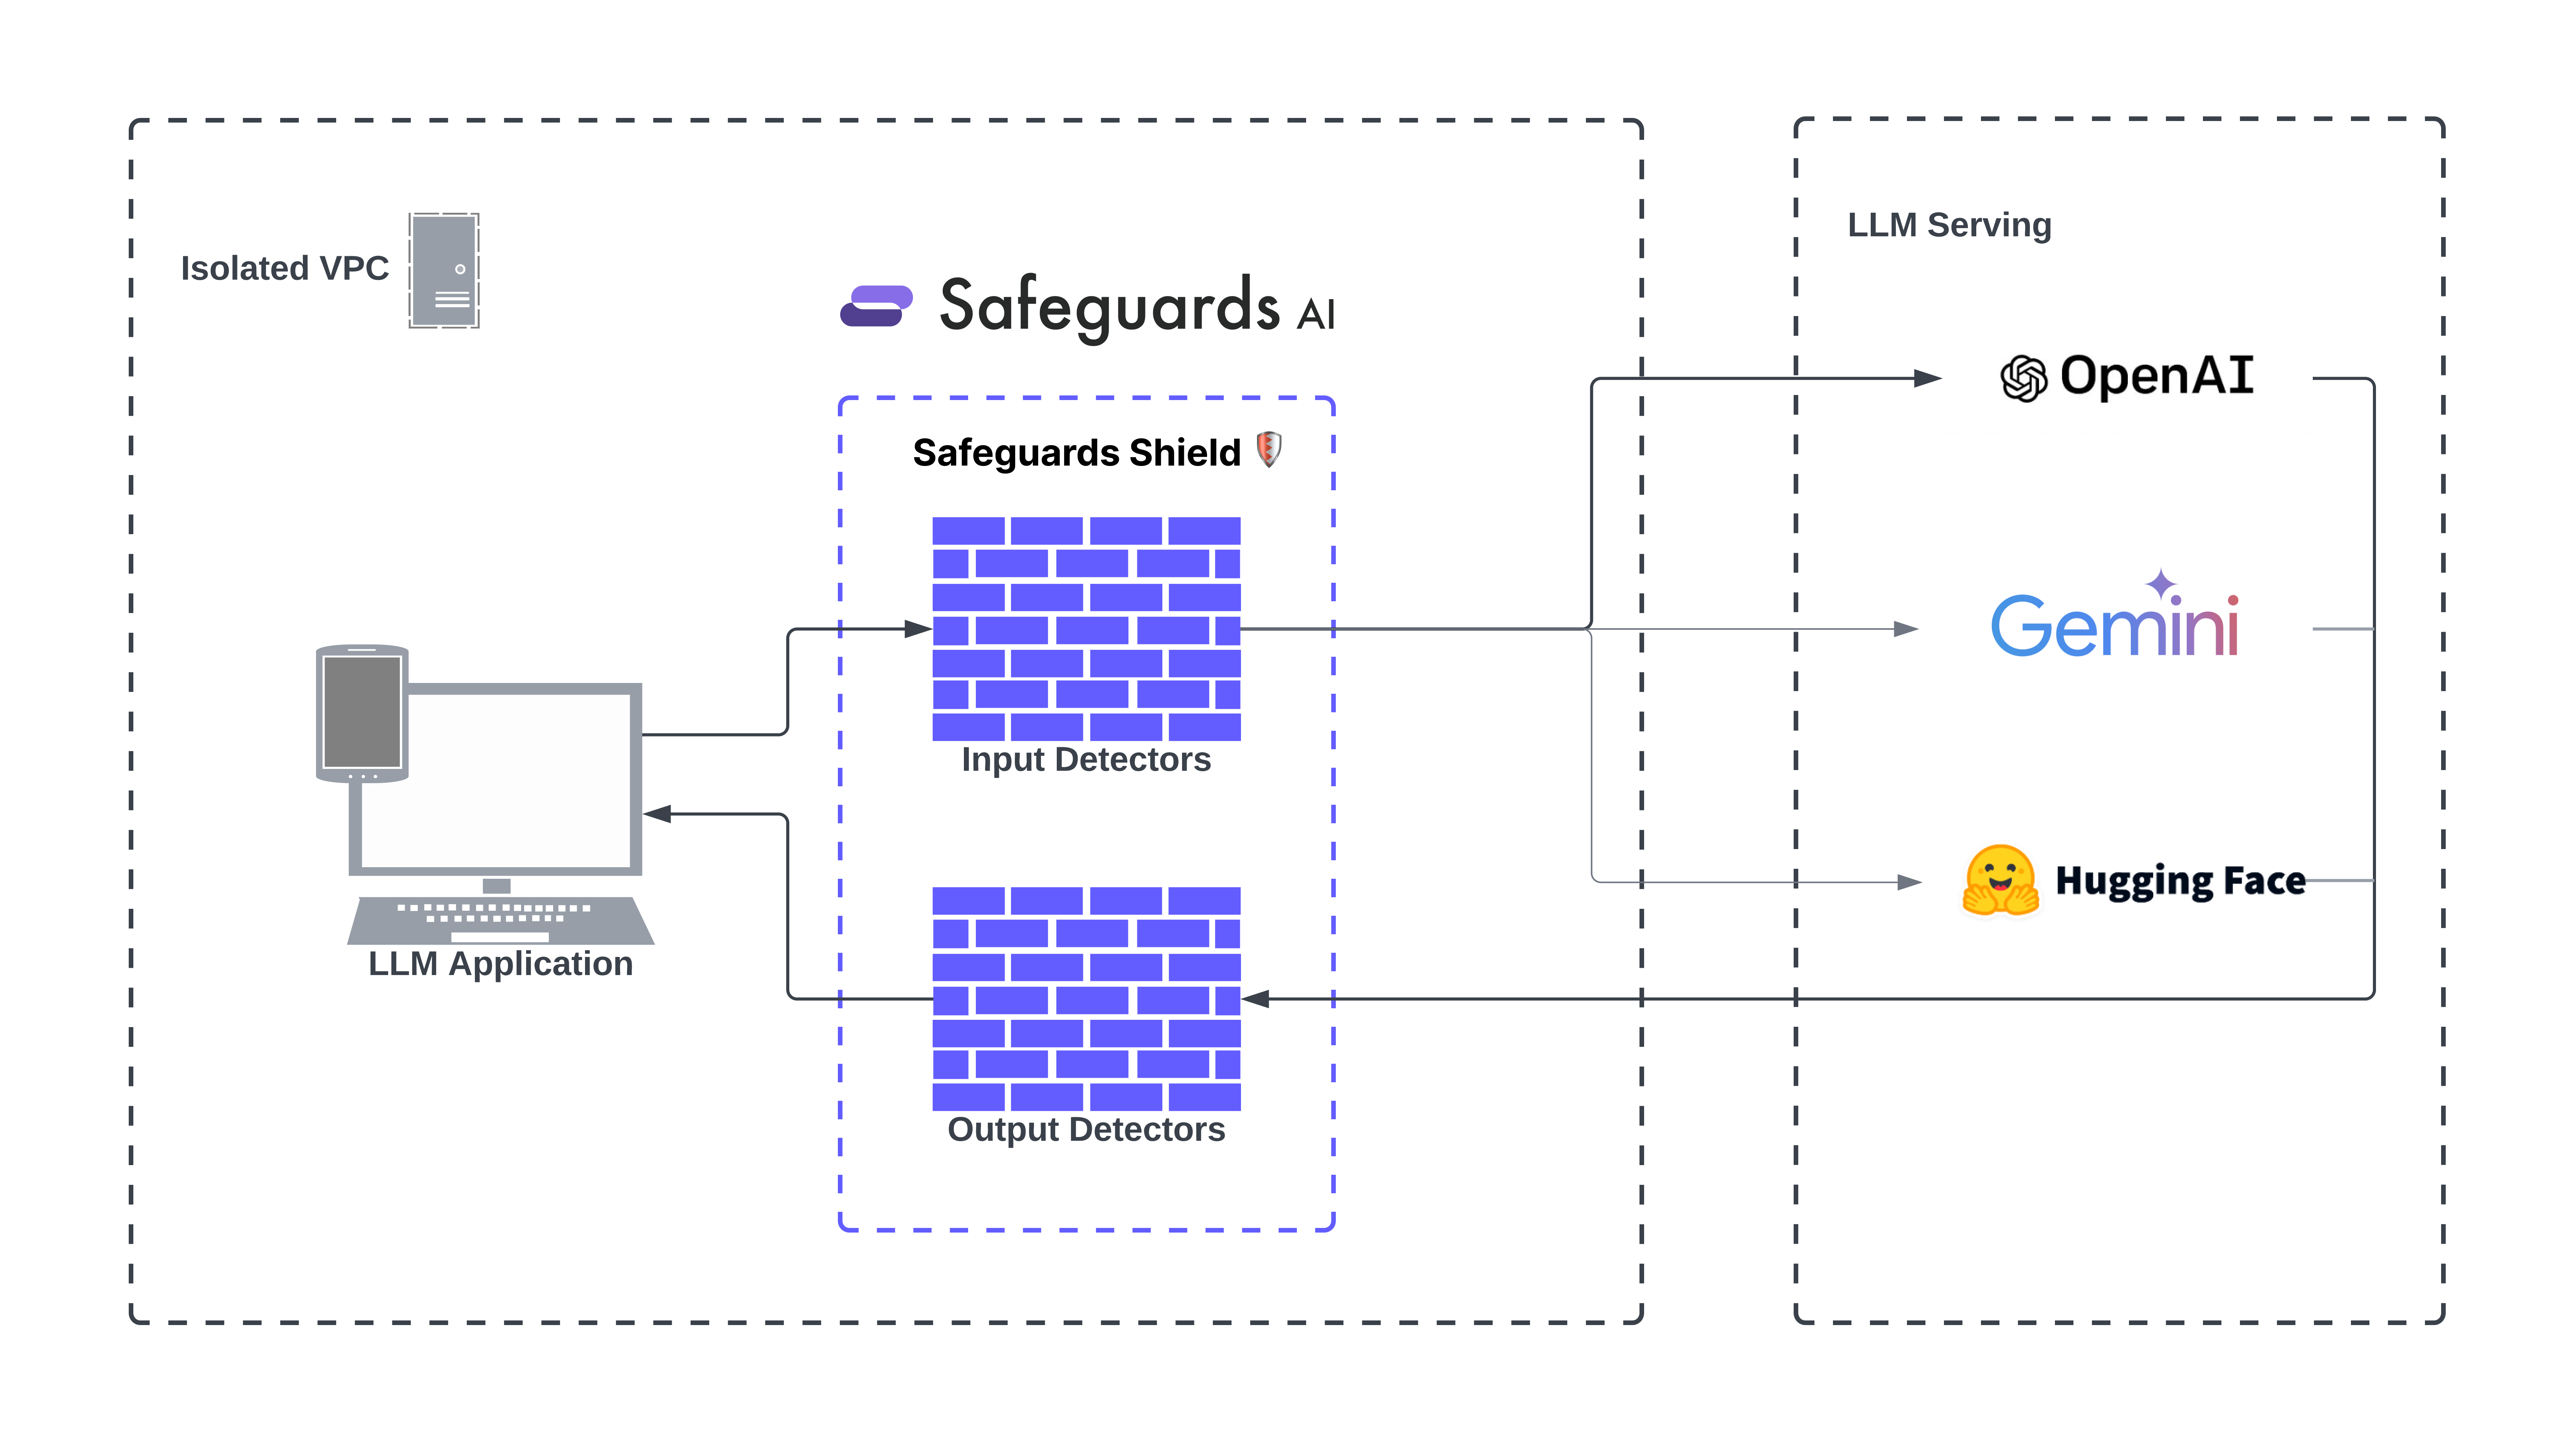 Isolated VPC
Safeguards AI
Safeguards Shield
Input Detectors
Output Detectors
LLM Application
LLM Serving
OpenAI
Gemini
Hugging Face